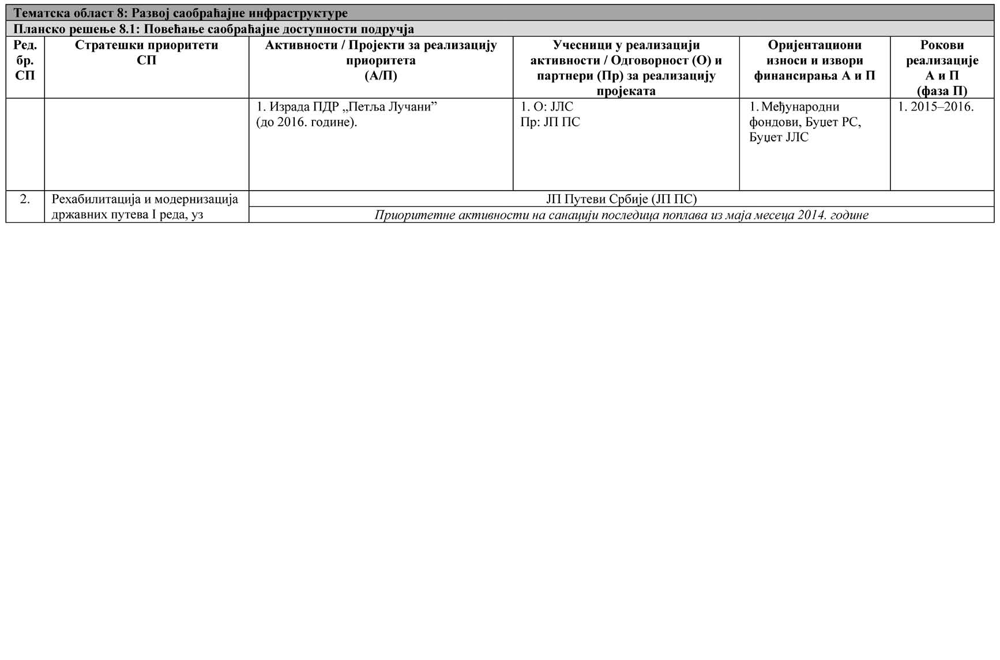 Тематска област 8: Развој саобраћајне инфраструктуре
Планско решење 8.1: Повећање саобраћајне доступности подручја
Ред.
бр.
СП
Стратешки приоритети
СП
Активности / Пројекти за реализацију
приоритета
(А/П)
Учесници у реализацији
активности / Одговорност (О) и
партнери (Пр) за реализацију
пројеката
Оријентациони
износи и извори
финансирања А и П
Рокови
реализације
А и П
(фаза П)
1. Израда ПДР „Петља Лучани”
(до 2016. године).
1. О: ЈЛС
Пр: ЈП ПС
1. Међународни
фондови, Буџет РС,
Буџет ЈЛС
1. 2015–2016.
2.
Рехабилитација и модернизација
државних путева I реда, уз
ЈП Путеви Србије (ЈП ПС)
Приоритетне активности на санацији последица поплава из маја месеца 2014. године